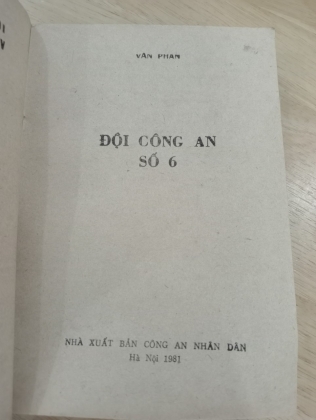 VĂN PHAN
ĐỘI CÔNG AN
SỐ 6
NHÀ XUẤT BẢN CÔNG AN NHÂN DÂN
Hà Nội 1981